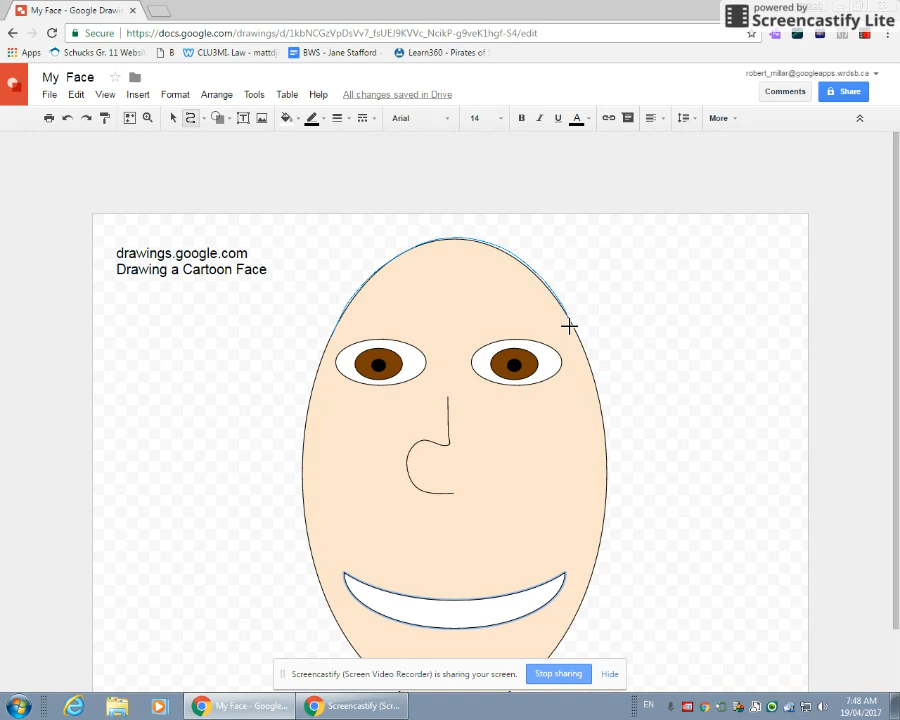 My Face - Google Drawin
powered by
Screencastify Lite
Secure
https://docs.google.com/drawings/d/1kbNCGzVpDsVv7_fsUEJ9KVVc_NcikP-g9veK1hgf-S4/edit
Apps
Schucks Gr. 11 Websit
B
CLU3ML Law - mattdj
BWS - Jane Stafford
Learn360 - Pirates of
My Face
robert_millar@googleapps.wrdsb.ca
File Edit View Insert Format Arrange Tools Table Help All changes saved in Drive
Comments
Share
Arial
14
B I U A
More
drawings.google.com
Drawing a Cartoon Face
Screencastify (Screen Video Recorder) is sharing your screen.
Stop sharing
Hide
My Face - Google...
Screencastify (Scr...
EN
7:48 AM
19/04/2017